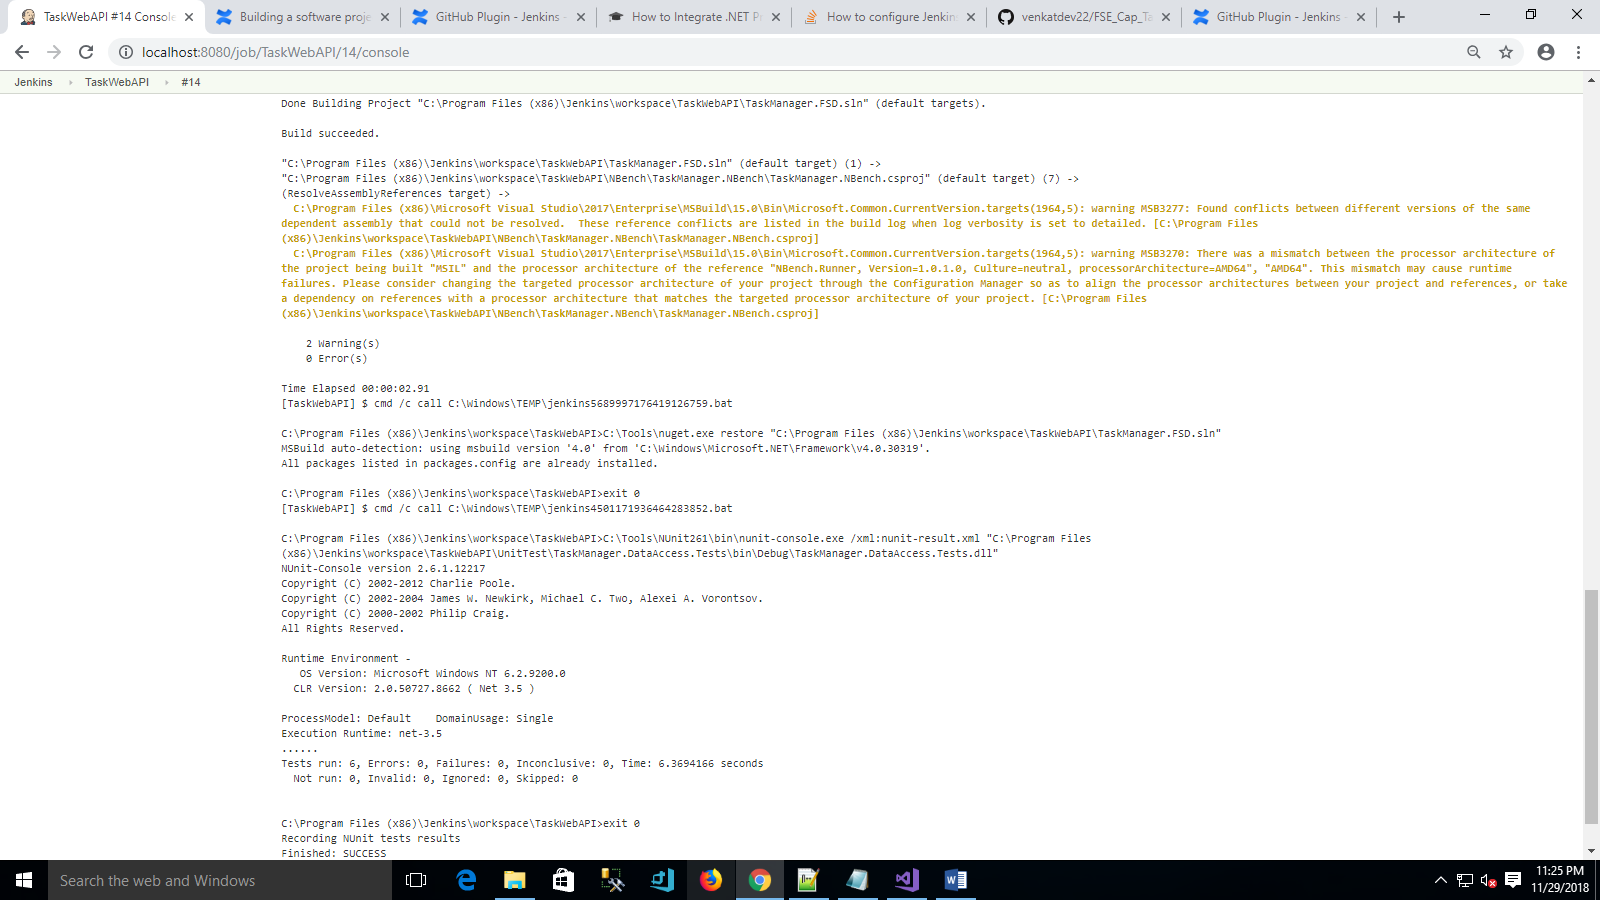 TaskWebAPI #14 Console
Building a software proje
GitHub Plugin - Jenkins -
How to Integrate .NET Pr
How to configure Jenkin
venkatdev22/FSE_Cap_Ta
GitHub Plugin - Jenkins -
localhost:8080/job/TaskWebAPI/14/console
Jenkins TaskWebAPI #14
Done Building Project "C:\Program Files (x86)\Jenkins\workspace\TaskWebAPI\TaskManager.FSD.sln" (default targets).
Build succeeded.
"C:\Program Files (x86)\Jenkins\workspace\TaskWebAPI\TaskManager.FSD.sln" (default target) (1) ->
"C:\Program Files (x86)\Jenkins\workspace\TaskWebAPI\NBench\TaskManager.NBench\TaskManager.NBench.csproj" (default target) (7) ->
(ResolveAssemblyReferences target) ->
C:\Program Files (x86)\Microsoft Visual Studio\2017\Enterprise\MSBuild\15.0\Bin\Microsoft.Common.CurrentVersion.targets(1964,5): warning MSB3277: Found conflicts between different versions of the same
dependent assembly that could not be resolved.  These reference conflicts are listed in the build log when log verbosity is set to detailed. [C:\Program Files
(x86)\Jenkins\workspace\TaskWebAPI\NBench\TaskManager.NBench\TaskManager.NBench.csproj]
C:\Program Files (x86)\Microsoft Visual Studio\2017\Enterprise\MSBuild\15.0\Bin\Microsoft.Common.CurrentVersion.targets(1964,5): warning MSB3270: There was a mismatch between the processor architecture of
the project being built "MSIL" and the processor architecture of the reference "NBench.Runner, Version=1.0.1.0, Culture=neutral, processorArchitecture=AMD64", "AMD64". This mismatch may cause runtime
failures. Please consider changing the targeted processor architecture of your project through the Configuration Manager so as to align the processor architectures between your project and references, or take
a dependency on references with a processor architecture that matches the targeted processor architecture of your project. [C:\Program Files
(x86)\Jenkins\workspace\TaskWebAPI\NBench\TaskManager.NBench\TaskManager.NBench.csproj]
2 Warning(s)
0 Error(s)
Time Elapsed 00:00:02.91
[TaskWebAPI] $ cmd /c call C:\Windows\TEMP\jenkins5689997176419126759.bat
C:\Program Files (x86)\Jenkins\workspace\TaskWebAPI>C:\Tools\nuget.exe restore "C:\Program Files (x86)\Jenkins\workspace\TaskWebAPI\TaskManager.FSD.sln"
MSBuild auto-detection: using msbuild version '4.0' from 'C:\Windows\Microsoft.NET\Framework\v4.0.30319'.
All packages listed in packages.config are already installed.
C:\Program Files (x86)\Jenkins\workspace\TaskWebAPI>exit 0
[TaskWebAPI] $ cmd /c call C:\Windows\TEMP\jenkins4501171936464283852.bat
C:\Program Files (x86)\Jenkins\workspace\TaskWebAPI>C:\Tools\NUnit261\bin\nunit-console.exe /xml:nunit-result.xml "C:\Program Files
(x86)\Jenkins\workspace\TaskWebAPI\UnitTest\TaskManager.DataAccess.Tests\bin\Debug\TaskManager.DataAccess.Tests.dll"
NUnit-Console version 2.6.1.12217
Copyright (C) 2002-2012 Charlie Poole.
Copyright (C) 2002-2004 James W. Newkirk, Michael C. Two, Alexei A. Vorontsov.
Copyright (C) 2000-2002 Philip Craig.
All Rights Reserved.
Runtime Environment -
OS Version: Microsoft Windows NT 6.2.9200.0
CLR Version: 2.0.50727.8662 ( Net 3.5 )
ProcessModel: Default    DomainUsage: Single
Execution Runtime: net-3.5
......
Tests run: 6, Errors: 0, Failures: 0, Inconclusive: 0, Time: 6.3694166 seconds
Not run: 0, Invalid: 0, Ignored: 0, Skipped: 0
C:\Program Files (x86)\Jenkins\workspace\TaskWebAPI>exit 0
Recording NUnit tests results
Finished: SUCCESS
Search the web and Windows
11:25 PM
11/29/2018